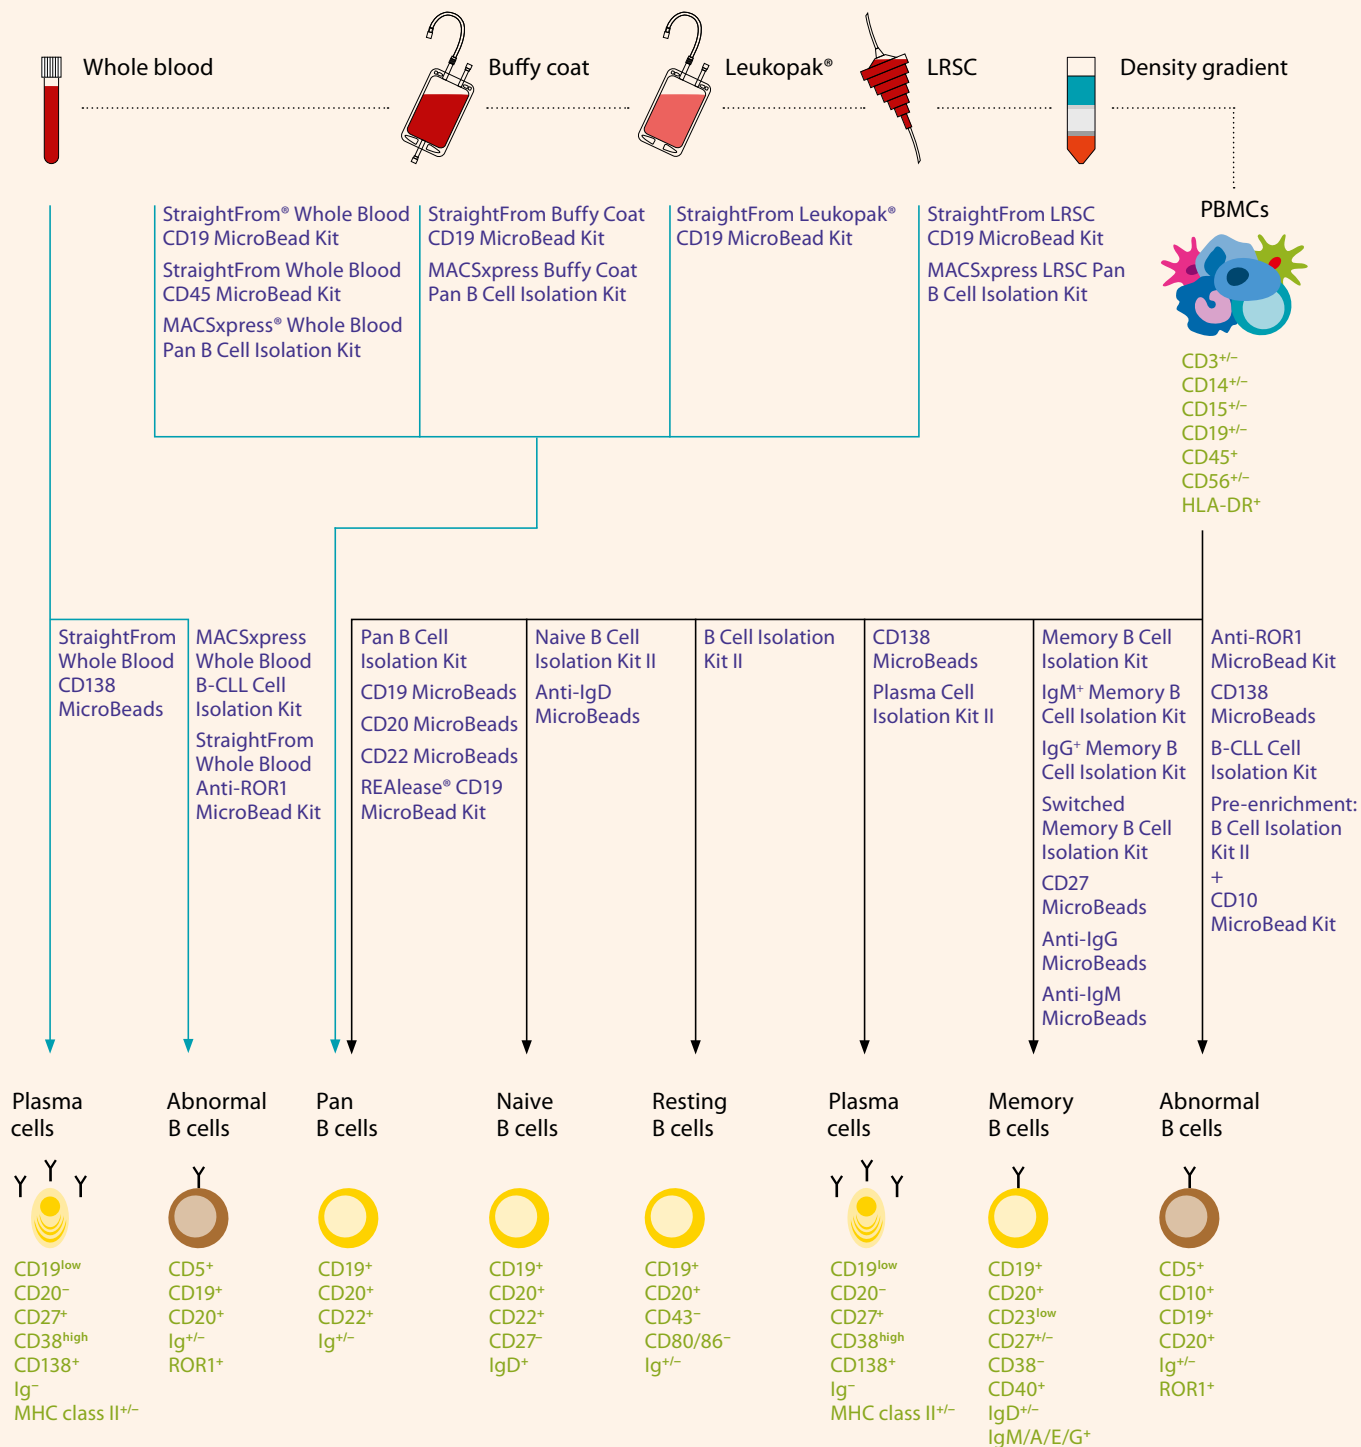 Whole blood
Buffy coat
Leukopak®
LRSC
Density gradient
StraightFrom® Whole Blood
CD19 MicroBead Kit
StraightFrom Whole Blood
CD45 MicroBead Kit
MACSxpress® Whole Blood
Pan B Cell Isolation Kit
StraightFrom Buffy Coat
CD19 MicroBead Kit
MACSxpress Buffy Coat
Pan B Cell Isolation Kit
StraightFrom Leukopak®
CD19 MicroBead Kit
StraightFrom LRSC
CD19 MicroBead Kit
MACSxpress LRSC Pan
B Cell Isolation Kit
PBMCs
CD3+/–
CD14+/–
CD15+/–
CD19+/–
CD45+
CD56+/–
HLA-DR+
StraightFrom
Whole Blood
CD138
MicroBeads
MACSxpress
Whole Blood
B-CLL Cell
Isolation Kit
StraightFrom
Whole Blood
Anti-ROR1
MicroBead Kit
Pan B Cell
Isolation Kit
CD19 MicroBeads
CD20 MicroBeads
CD22 MicroBeads
REAlease® CD19
MicroBead Kit
Naive B Cell
Isolation Kit II
Anti-IgD
MicroBeads
B Cell Isolation
Kit II
CD138
MicroBeads
Plasma Cell
Isolation Kit II
Memory B Cell
Isolation Kit
IgM+ Memory B
Cell Isolation Kit
IgG+ Memory B
Cell Isolation Kit
Switched
Memory B Cell
Isolation Kit
CD27
MicroBeads
Anti-IgG
MicroBeads
Anti-IgM
MicroBeads
Anti-ROR1
MicroBead Kit
CD138
MicroBeads
B-CLL Cell
Isolation Kit
Pre-enrichment:
B Cell Isolation
Kit II
+
CD10
MicroBead Kit
Plasma
cells
CD19low
CD20–
CD27+
CD38high
CD138+
Ig–
MHC class II+/–
Abnormal
B cells
CD5+
CD19+
CD20+
Ig+/–
ROR1+
Pan
B cells
CD19+
CD20+
CD22+
Ig+/–
Naive
B cells
CD19+
CD20+
CD22+
CD27–
IgD+
Resting
B cells
CD19+
CD20+
CD43–
CD80/86–
Ig+/–
Plasma
cells
CD19low
CD20–
CD27+
CD38high
CD138+
Ig–
MHC class II+/–
Memory
B cells
CD19+
CD20+
CD23low
CD27+/–
CD38–
CD40+
IgD+/–
IgM/A/E/G+
Abnormal
B cells
CD5+
CD10+
CD19+
CD20+
Ig+/–
ROR1+